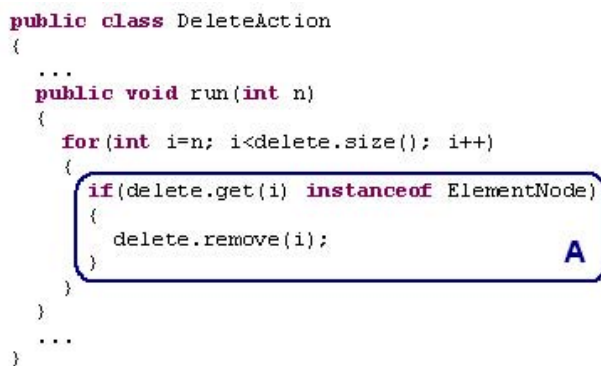 public class DeleteAction
{
  ...
  public void run(int n)
  {
    for(int i=n; i<delete.size(); i++)
    {
      if(delete.get(i) instanceof ElementNode)
      {
        delete.remove(i);
      }
A
    }
  }
  ...
}